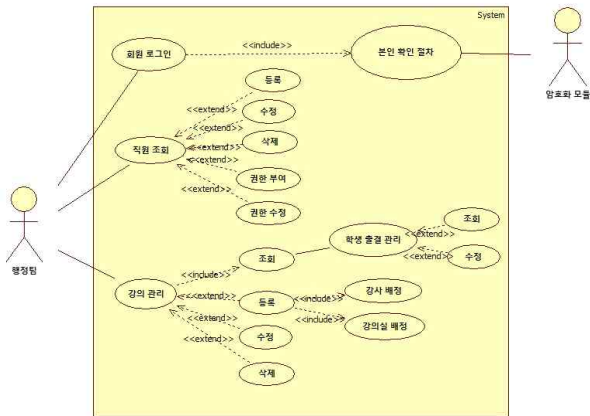 System
회원 로그인
<<include>>
본인 확인 절차
암호화 모듈
등록
<<extend>>
수정
<<extend>>
직원 조회
<<extend>>
삭제
<<extend>>
권한 부여
<<extend>>
권한 수정
행정팀
조회
학생 출결 관리
<<extend>>
조회
<<extend>>
수정
강의 관리
<<include>>
<<extend>>
등록
<<include>>
강사 배정
<<include>>
강의실 배정
<<extend>>
수정
<<extend>>
삭제